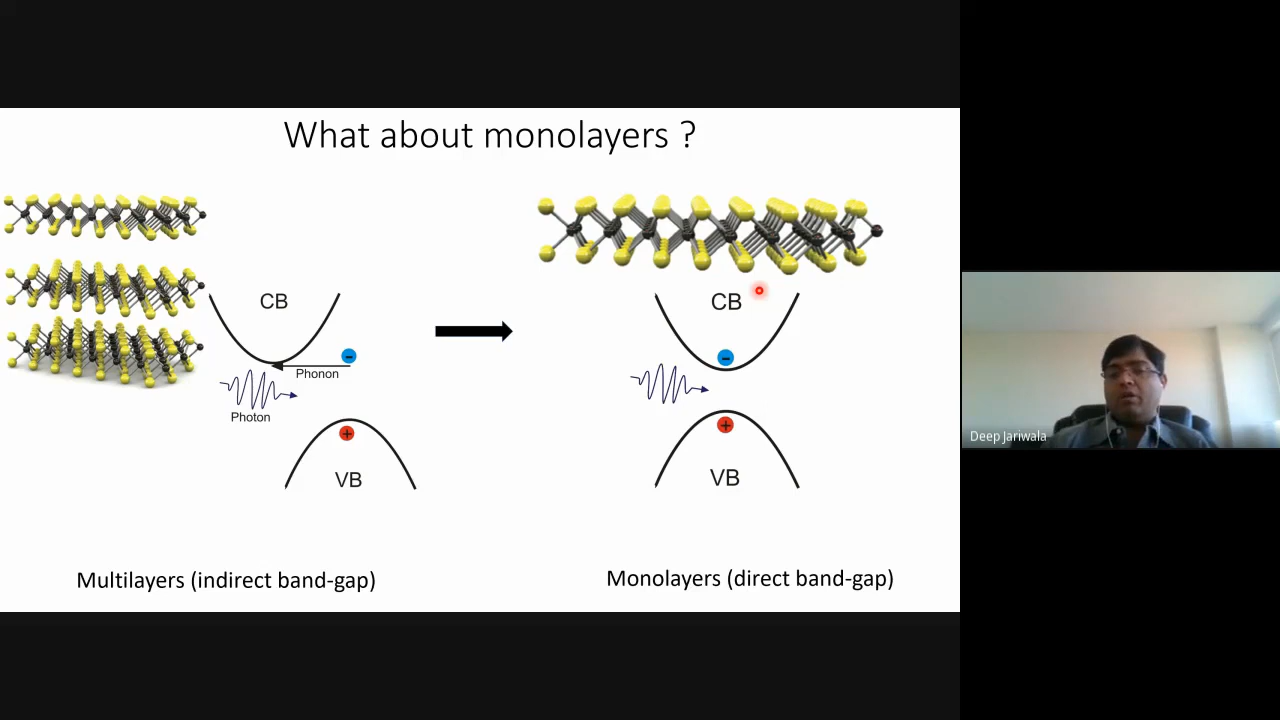 What about monolayers ?
CB
Phonon
Photon
VB
Multilayers (indirect band-gap)
CB
VB
Monolayers (direct band-gap)
Deep Jariwala